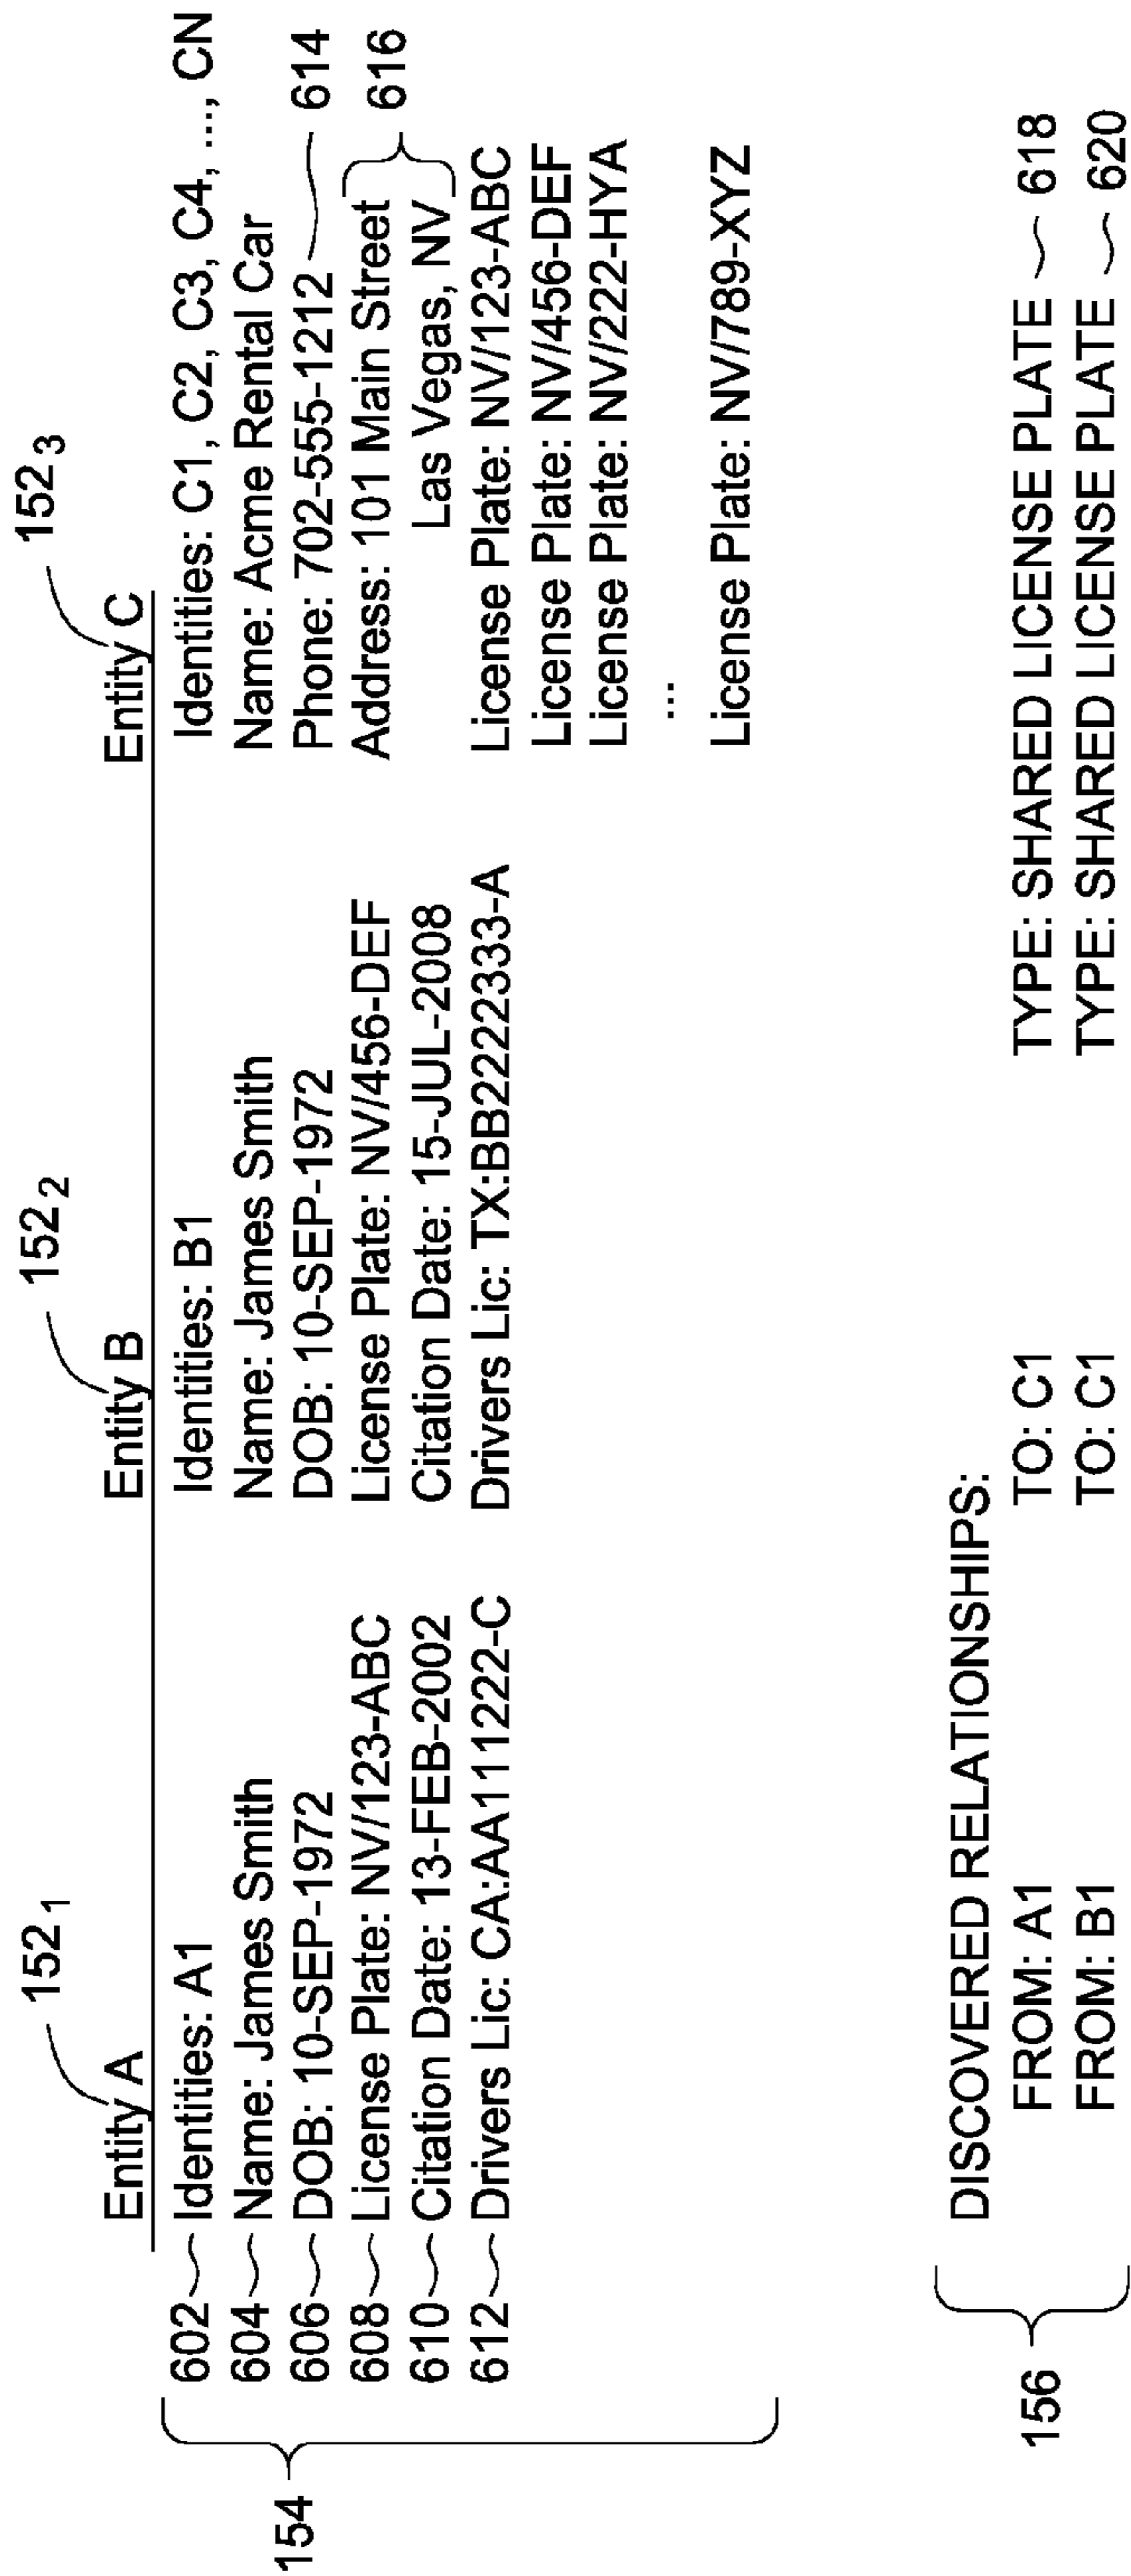 152₁ 152₂ 152₃
Entity A Entity B Entity C
602 Identities: A1 Identities: B1 Identities: C1, C2, C3, C4, ..., CN
604 Name: James Smith Name: James Smith Name: Acme Rental Car
606 DOB: 10-SEP-1972 DOB: 10-SEP-1972 Phone: 702-555-1212 614
608 License Plate: NV/123-ABC License Plate: NV/456-DEF Address: 101 Main Street
610 Citation Date: 13-FEB-2002 Citation Date: 15-JUL-2008 Las Vegas, NV 616
612 Drivers Lic: CA:AA111222-C Drivers Lic: TX:BB222333-A License Plate: NV/123-ABC
License Plate: NV/456-DEF
154 License Plate: NV/222-HYA
...
License Plate: NV/789-XYZ
DISCOVERED RELATIONSHIPS:
156 FROM: A1 TO: C1 TYPE: SHARED LICENSE PLATE 618
FROM: B1 TO: C1 TYPE: SHARED LICENSE PLATE 620